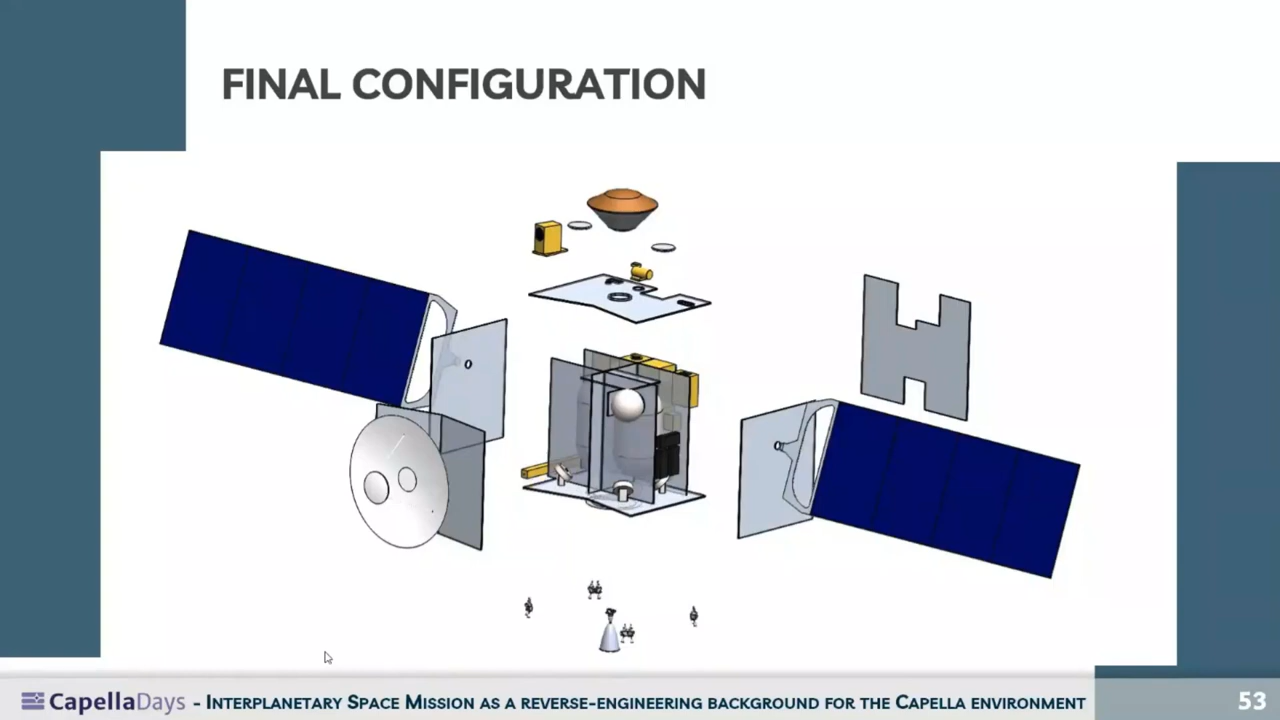 FINAL CONFIGURATION
CapellaDays - INTERPLANETARY SPACE MISSION AS A REVERSE-ENGINEERING BACKGROUND FOR THE CAPELLA ENVIRONMENT 53